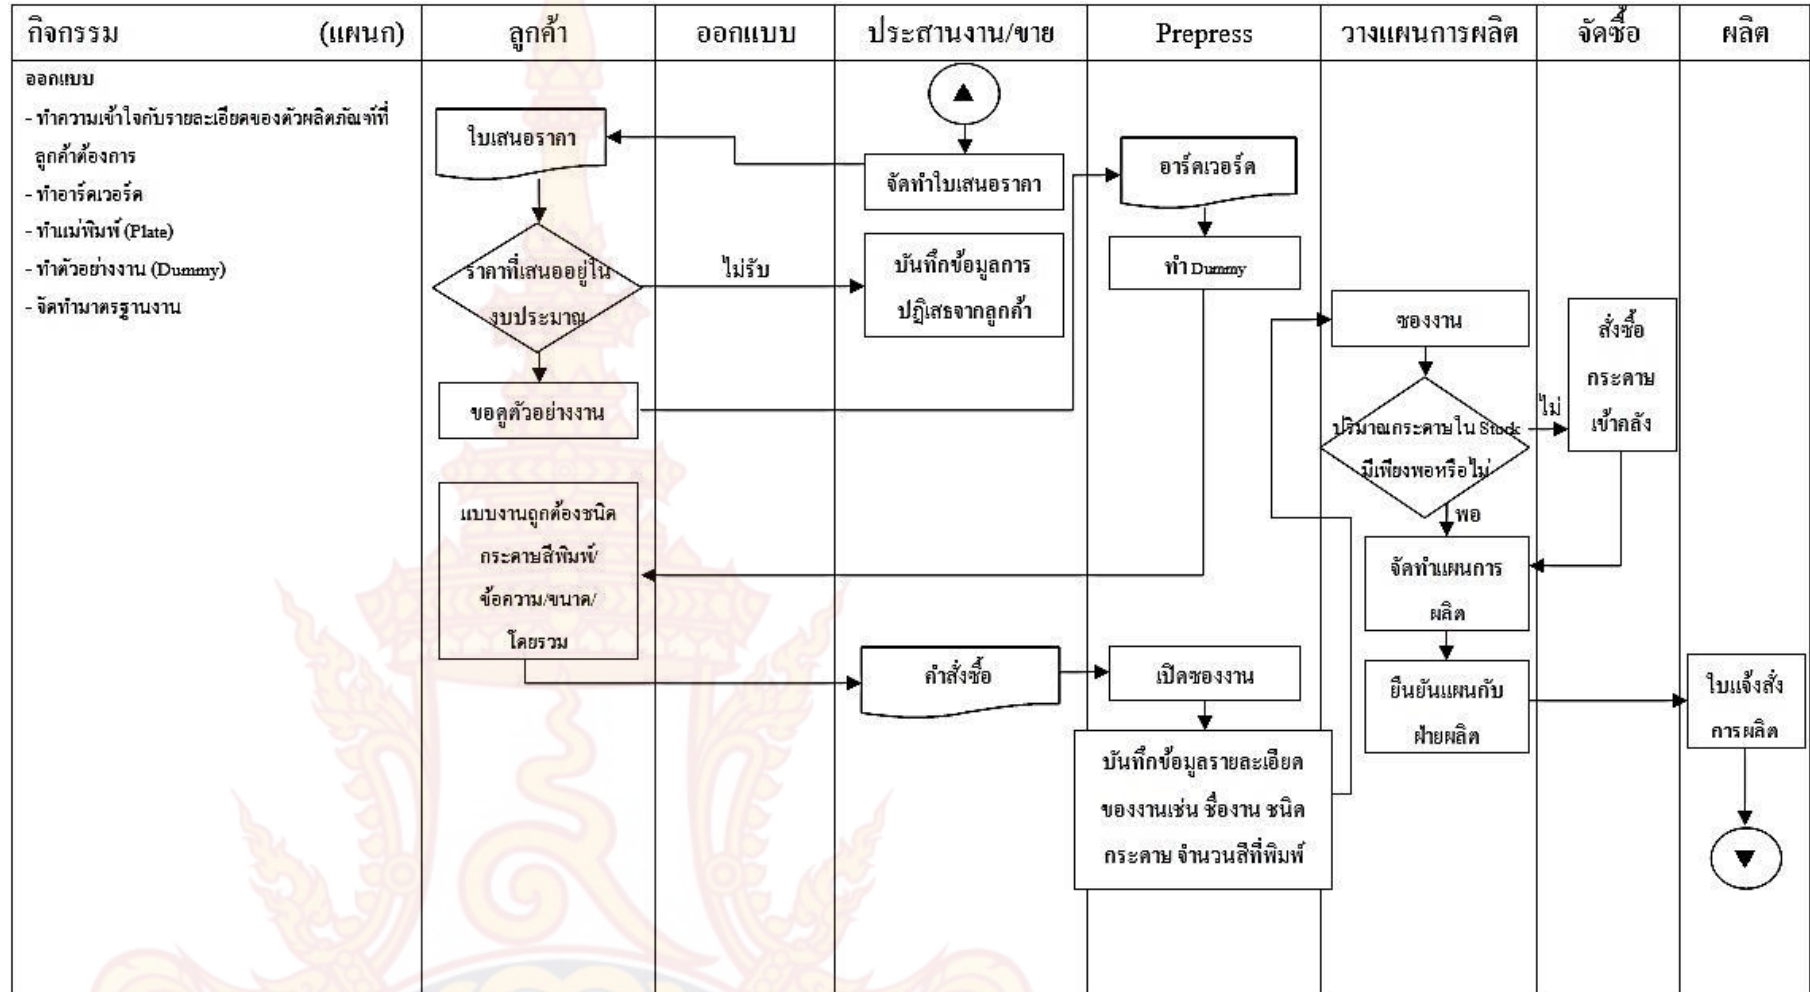 กิจกรรม (แผนก) ลูกค้า ออกแบบ ประสานงาน/ขาย Prepress วางแผนการผลิต จัดซื้อ ผลิต
ออกแบบ
- ทำความเข้าใจกับรายละเอียดของตัวผลิตภัณฑ์ที่
ลูกค้าต้องการ
- ทำอาร์ตเวอร์ค
- ทำแม่พิมพ์ (Plate)
- ทำตัวอย่างงาน (Dummy)
- จัดทำมาตรฐานงาน
ใบเสนอราคา
ราคาที่เสนออยู่ใน
งบประมาณ
ไม่รับ
ขอดูตัวอย่างงาน
แบบงานถูกต้องชนิด
กระดาษสีพิมพ์/
ข้อความ/ขนาด/
โดยรวม
จัดทำใบเสนอราคา
บันทึกข้อมูลการ
ปฏิเสธจากลูกค้า
คำสั่งซื้อ
อาร์ตเวอร์ค
ทำ Dummy
เปิดซองงาน
บันทึกข้อมูลรายละเอียด
ของงานเช่น ชื่องาน ชนิด
กระดาษ จำนวนสีที่พิมพ์
ซองงาน
ปริมาณกระดาษใน Stock
มีเพียงพอหรือไม่
ไม่
พอ
จัดทำแผนการ
ผลิต
ยืนยันแผนกับ
ฝ่ายผลิต
สั่งซื้อ
กระดาษ
เข้าคลัง
ใบแจ้งสั่ง
การผลิต